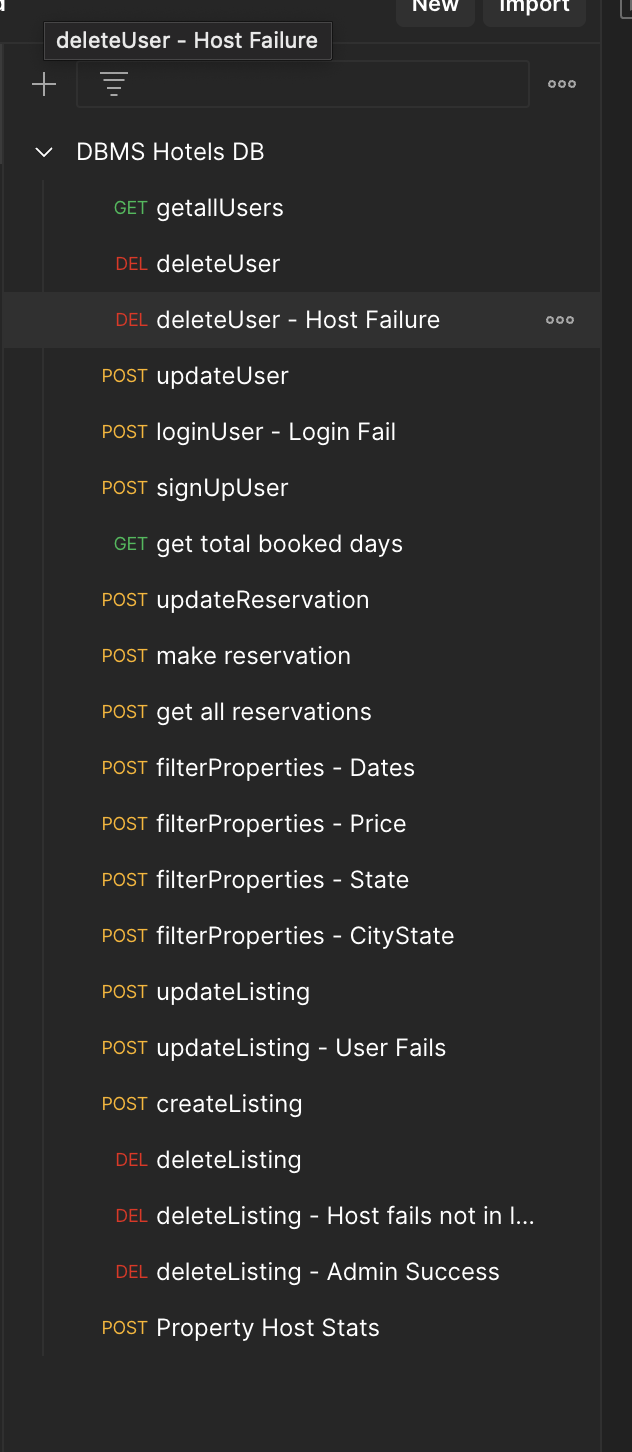 New Import
deleteUser - Host Failure
DBMS Hotels DB
GET getallUsers
DEL deleteUser
DEL deleteUser - Host Failure
POST updateUser
POST loginUser - Login Fail
POST signUpUser
GET get total booked days
POST updateReservation
POST make reservation
POST get all reservations
POST filterProperties - Dates
POST filterProperties - Price
POST filterProperties - State
POST filterProperties - CityState
POST updateListing
POST updateListing - User Fails
POST createListing
DEL deleteListing
DEL deleteListing - Host fails not in l...
DEL deleteListing - Admin Success
POST Property Host Stats